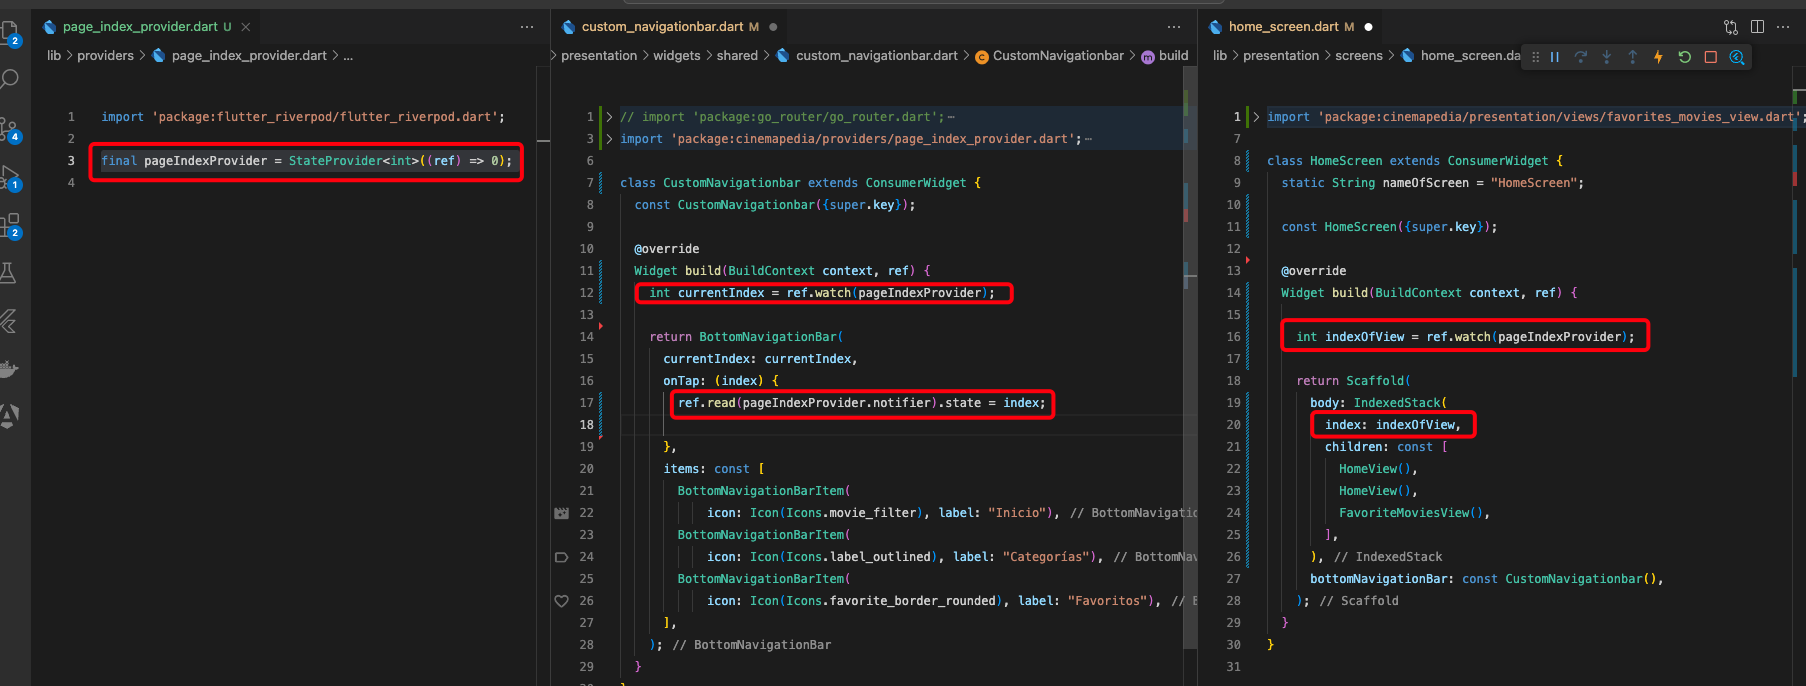 page_index_provider.dart U
lib > providers > page_index_provider.dart > ...
1 import 'package:flutter_riverpod/flutter_riverpod.dart';
2
3 final pageIndexProvider = StateProvider<int>((ref) => 0);
4
custom_navigationbar.dart M
presentation > widgets > shared > custom_navigationbar.dart > CustomNavigationbar > build
1 // import 'package:go_router/go_router.dart';
3 import 'package:cinemapedia/providers/page_index_provider.dart';
6
7 class CustomNavigationbar extends ConsumerWidget {
8 const CustomNavigationbar({super.key});
9
10 @override
11 Widget build(BuildContext context, ref) {
12 int currentIndex = ref.watch(pageIndexProvider);
13
14 return BottomNavigationBar(
15 currentIndex: currentIndex,
16 onTap: (index) {
17 ref.read(pageIndexProvider.notifier).state = index;
18
19 },
20 items: const [
21 BottomNavigationBarItem(
22 icon: Icon(Icons.movie_filter), label: "Inicio"), // BottomNavigatio
23 BottomNavigationBarItem(
24 icon: Icon(Icons.label_outlined), label: "Categorías"), // BottomNav
25 BottomNavigationBarItem(
26 icon: Icon(Icons.favorite_border_rounded), label: "Favoritos"), //
27 ],
28 ); // BottomNavigationBar
29 }
home_screen.dart M
lib > presentation > screens > home_screen.da
1 import 'package:cinemapedia/presentation/views/favorites_movies_view.dart';
7
8 class HomeScreen extends ConsumerWidget {
9 static String nameOfScreen = "HomeScreen";
10
11 const HomeScreen({super.key});
12
13 @override
14 Widget build(BuildContext context, ref) {
15
16 int indexOfView = ref.watch(pageIndexProvider);
17
18 return Scaffold(
19 body: IndexedStack(
20 index: indexOfView,
21 children: const [
22 HomeView(),
23 HomeView(),
24 FavoriteMoviesView(),
25 ],
26 ), // IndexedStack
27 bottomNavigationBar: const CustomNavigationbar(),
28 ); // Scaffold
29 }
30 }
31
2
4
1
2